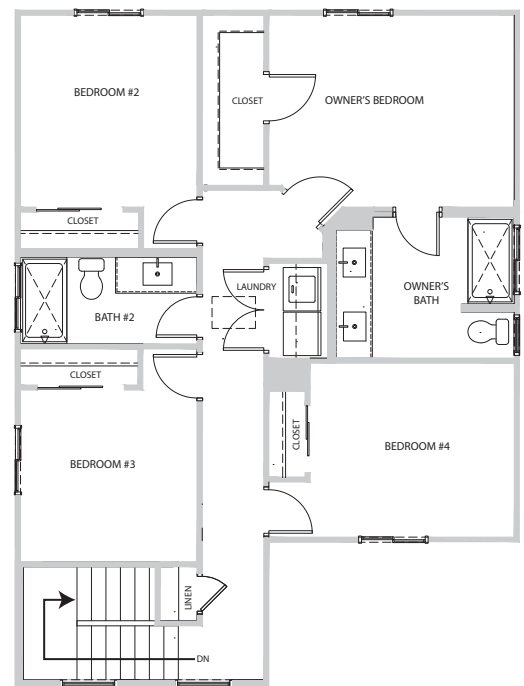 BEDROOM #2
CLOSET
OWNER'S BEDROOM
CLOSET
LAUNDRY
OWNER'S
BATH
BATH #2
CLOSET
CLOSET
BEDROOM #4
BEDROOM #3
LINEN
DN